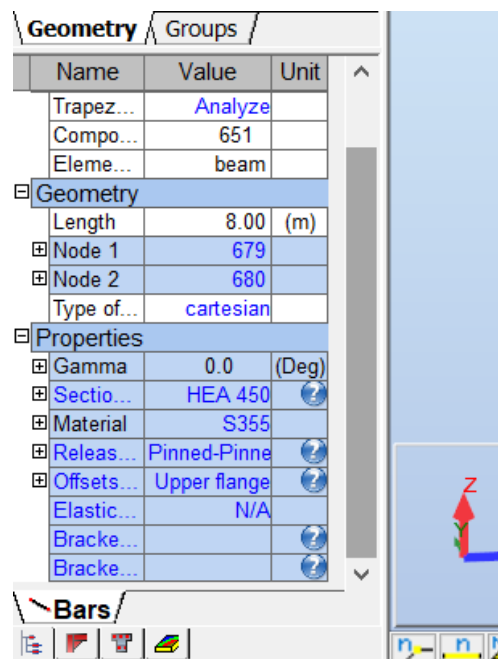 Geometry Groups
Name Value Unit
Trapez... Analyze
Compo... 651
Eleme... beam
Geometry
Length 8.00 (m)
Node 1 679
Node 2 680
Type of... cartesian
Properties
Gamma 0.0 (Deg)
Sectio... HEA 450
Material S355
Releas... Pinned-Pinne
Offsets... Upper flange
Elastic... N/A
Bracke...
Bracke...
Z
Y
Bars
n n